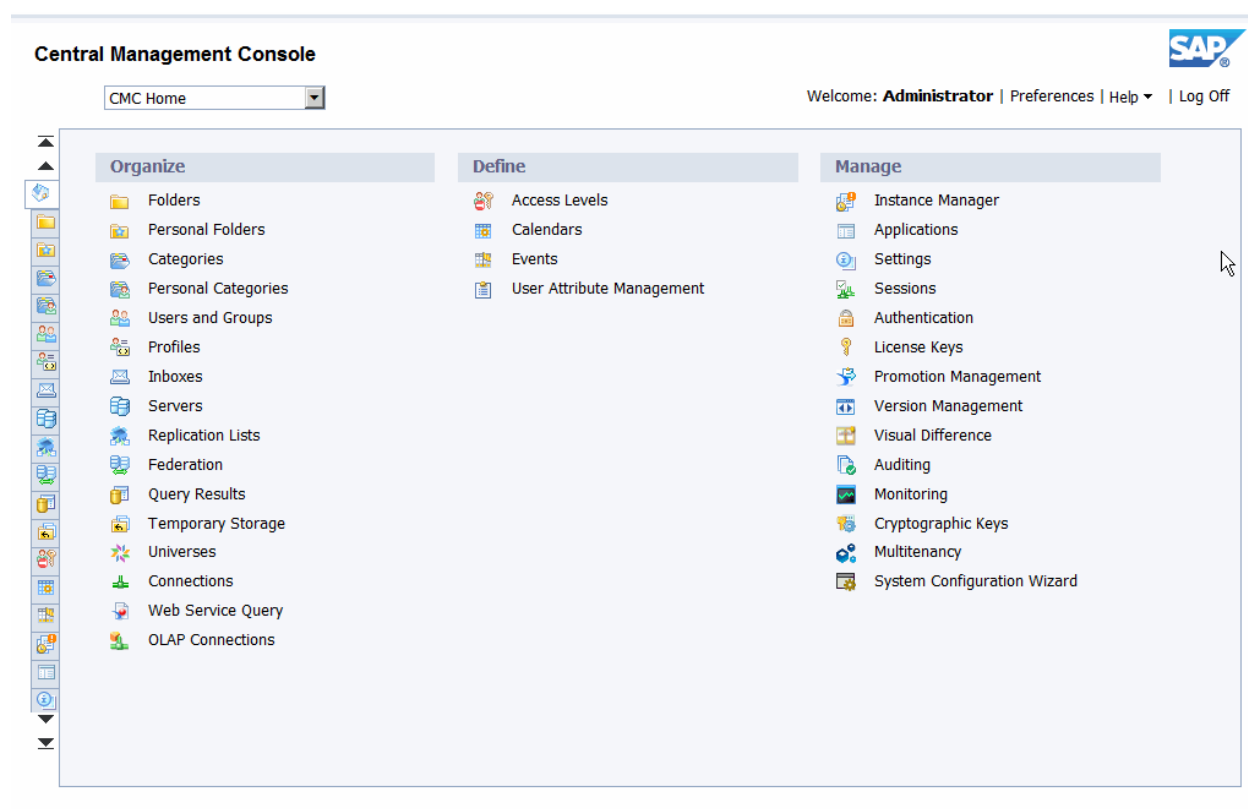 Central Management Console
SAP®
CMC Home
Welcome: Administrator | Preferences | Help | Log Off
Organize
Folders
Personal Folders
Categories
Personal Categories
Users and Groups
Profiles
Inboxes
Servers
Replication Lists
Federation
Query Results
Temporary Storage
Universes
Connections
Web Service Query
OLAP Connections
Define
Access Levels
Calendars
Events
User Attribute Management
Manage
Instance Manager
Applications
Settings
Sessions
Authentication
License Keys
Promotion Management
Version Management
Visual Difference
Auditing
Monitoring
Cryptographic Keys
Multitenancy
System Configuration Wizard